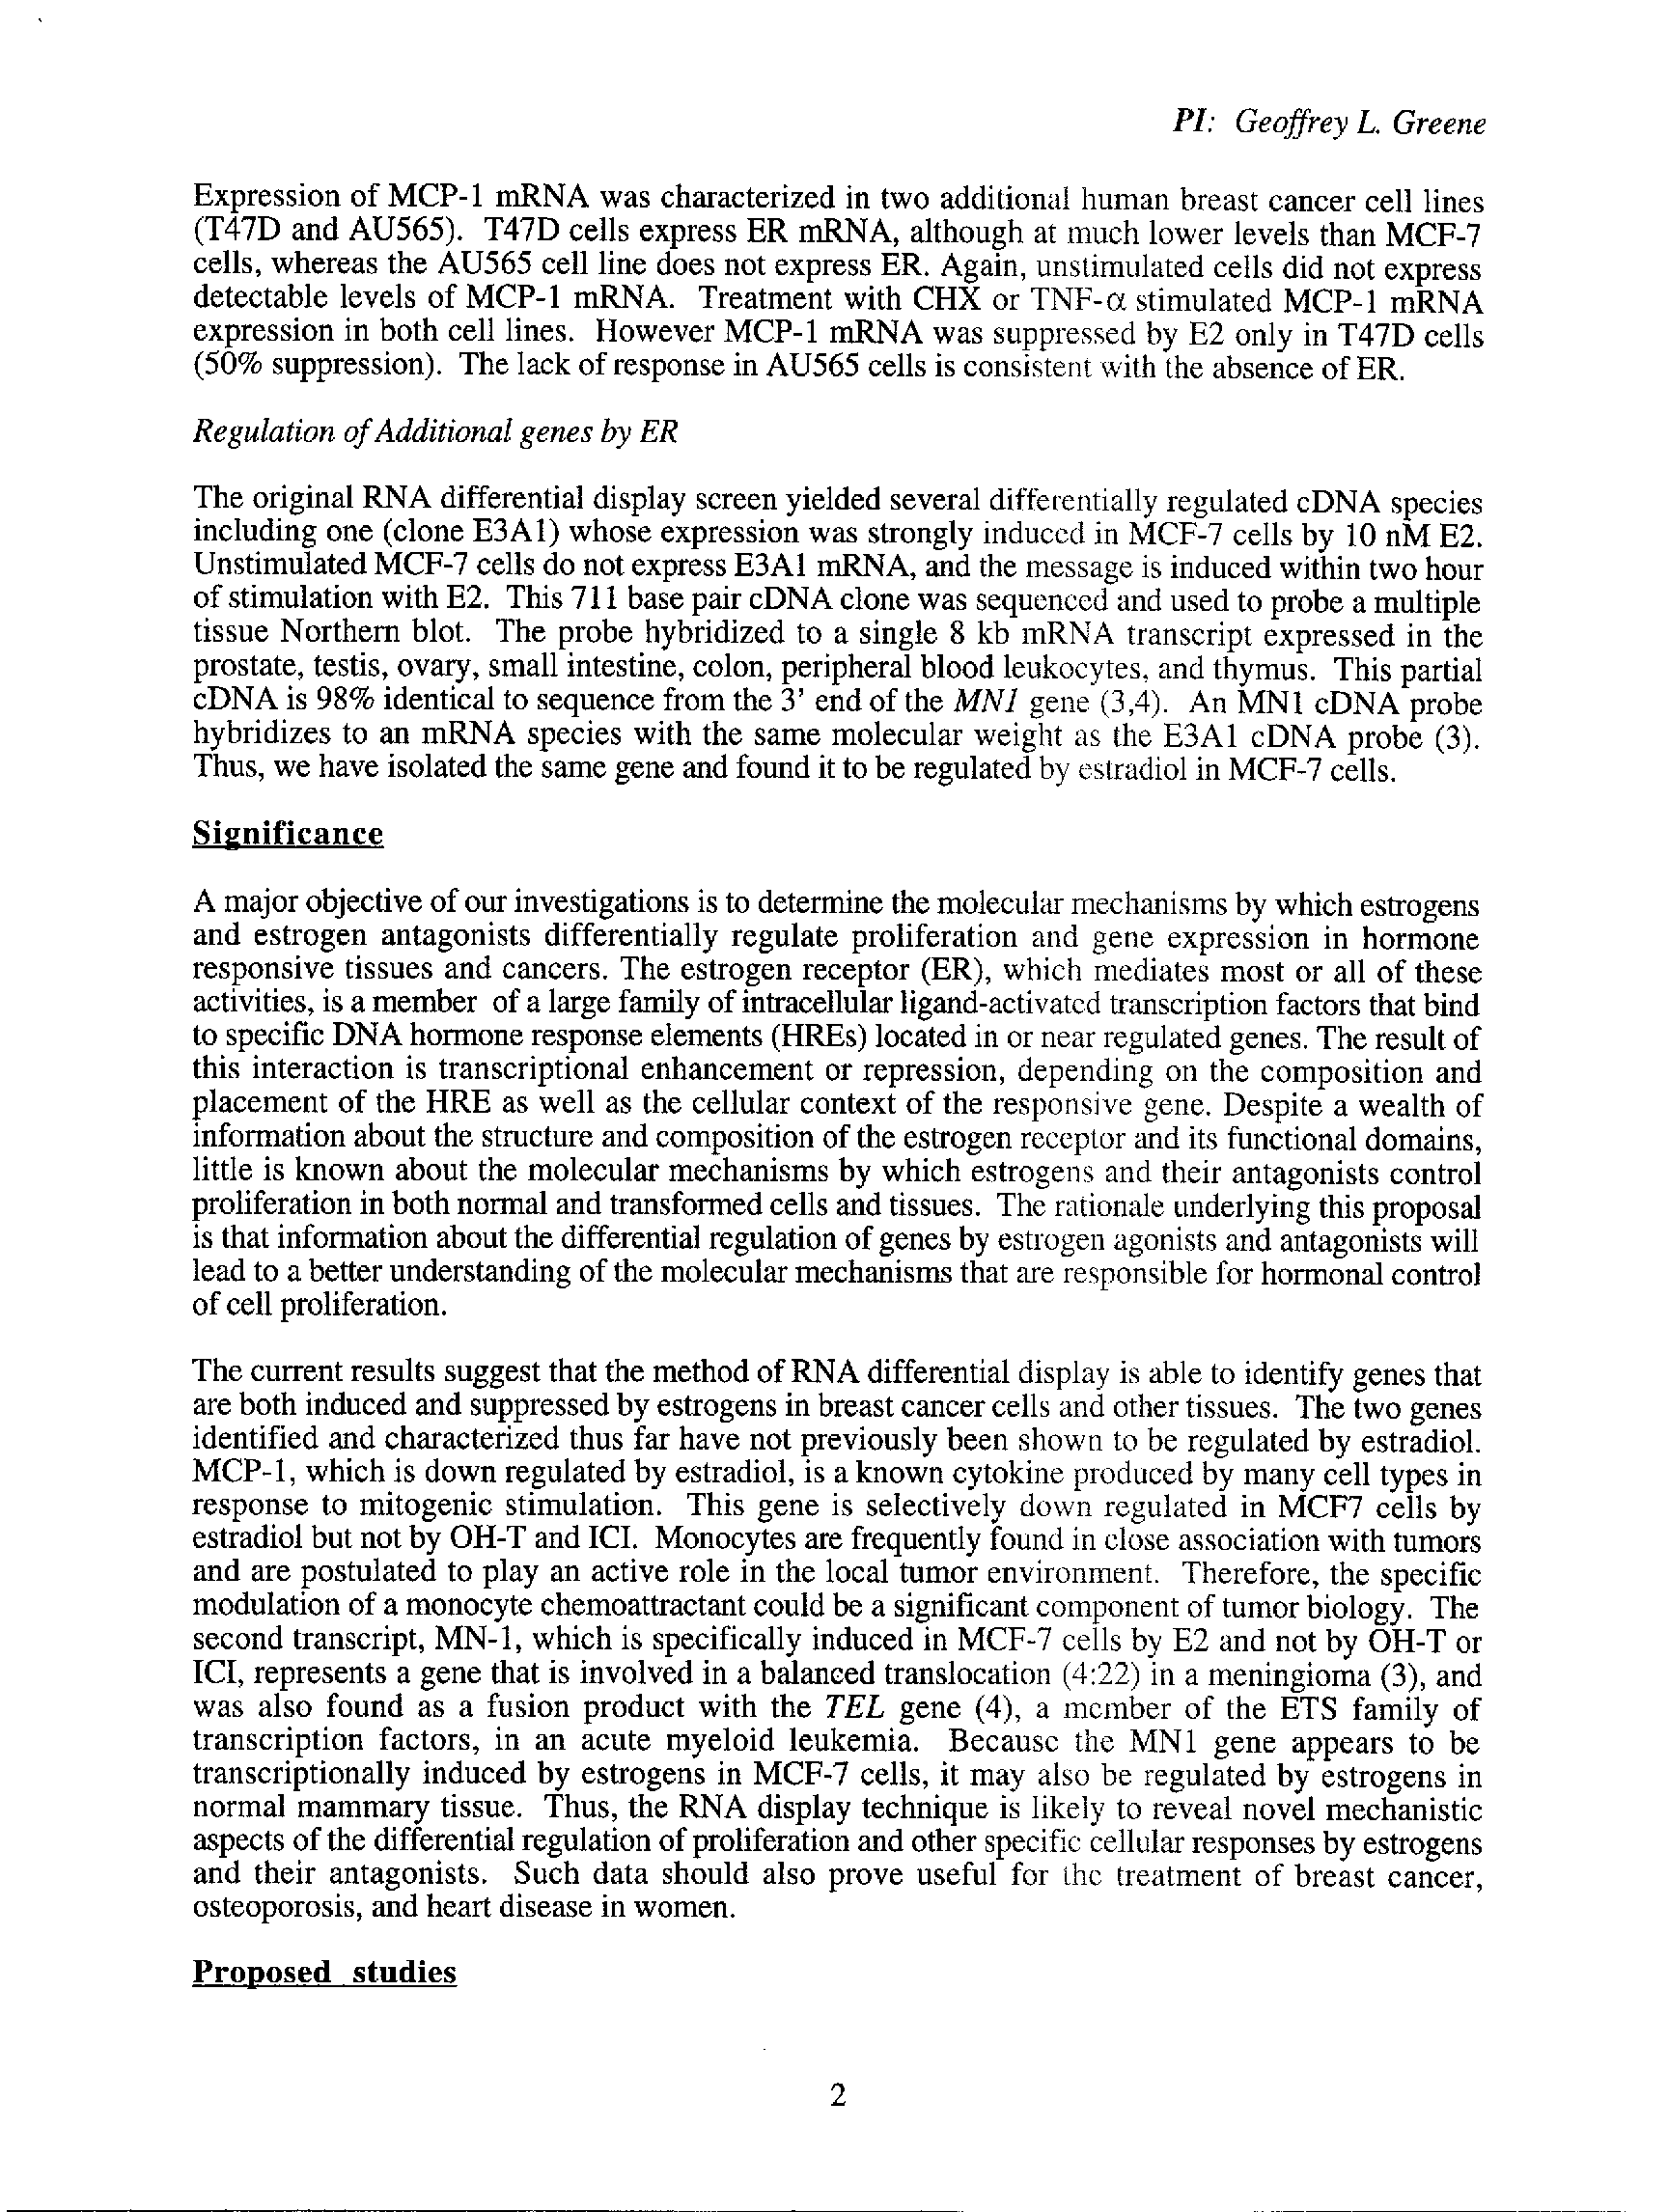 PI: Geoffrey L. Greene
Expression of MCP-1 mRNA was characterized in two additional human breast cancer cell lines
(T47D and AU565). T47D cells express ER mRNA, although at much lower levels than MCF-7
cells, whereas the AU565 cell line does not express ER. Again, unstimulated cells did not express
detectable levels of MCP-1 mRNA. Treatment with CHX or TNF-α stimulated MCP-1 mRNA
expression in both cell lines. However MCP-1 mRNA was suppressed by E2 only in T47D cells
(50% suppression). The lack of response in AU565 cells is consistent with the absence of ER.
Regulation of Additional genes by ER
The original RNA differential display screen yielded several differentially regulated cDNA species
including one (clone E3A1) whose expression was strongly induced in MCF-7 cells by 10 nM E2.
Unstimulated MCF-7 cells do not express E3A1 mRNA, and the message is induced within two hour
of stimulation with E2. This 711 base pair cDNA clone was sequenced and used to probe a multiple
tissue Northern blot. The probe hybridized to a single 8 kb mRNA transcript expressed in the
prostate, testis, ovary, small intestine, colon, peripheral blood leukocytes, and thymus. This partial
cDNA is 98% identical to sequence from the 3' end of the MN1 gene (3,4). An MN1 cDNA probe
hybridizes to an mRNA species with the same molecular weight as the E3A1 cDNA probe (3).
Thus, we have isolated the same gene and found it to be regulated by estradiol in MCF-7 cells.
Significance
A major objective of our investigations is to determine the molecular mechanisms by which estrogens
and estrogen antagonists differentially regulate proliferation and gene expression in hormone
responsive tissues and cancers. The estrogen receptor (ER), which mediates most or all of these
activities, is a member of a large family of intracellular ligand-activated transcription factors that bind
to specific DNA hormone response elements (HREs) located in or near regulated genes. The result of
this interaction is transcriptional enhancement or repression, depending on the composition and
placement of the HRE as well as the cellular context of the responsive gene. Despite a wealth of
information about the structure and composition of the estrogen receptor and its functional domains,
little is known about the molecular mechanisms by which estrogens and their antagonists control
proliferation in both normal and transformed cells and tissues. The rationale underlying this proposal
is that information about the differential regulation of genes by estrogen agonists and antagonists will
lead to a better understanding of the molecular mechanisms that are responsible for hormonal control
of cell proliferation.
The current results suggest that the method of RNA differential display is able to identify genes that
are both induced and suppressed by estrogens in breast cancer cells and other tissues. The two genes
identified and characterized thus far have not previously been shown to be regulated by estradiol.
MCP-1, which is down regulated by estradiol, is a known cytokine produced by many cell types in
response to mitogenic stimulation. This gene is selectively down regulated in MCF7 cells by
estradiol but not by OH-T and ICI. Monocytes are frequently found in close association with tumors
and are postulated to play an active role in the local tumor environment. Therefore, the specific
modulation of a monocyte chemoattractant could be a significant component of tumor biology. The
second transcript, MN-1, which is specifically induced in MCF-7 cells by E2 and not by OH-T or
ICI, represents a gene that is involved in a balanced translocation (4:22) in a meningioma (3), and
was also found as a fusion product with the TEL gene (4), a member of the ETS family of
transcription factors, in an acute myeloid leukemia. Because the MN1 gene appears to be
transcriptionally induced by estrogens in MCF-7 cells, it may also be regulated by estrogens in
normal mammary tissue. Thus, the RNA display technique is likely to reveal novel mechanistic
aspects of the differential regulation of proliferation and other specific cellular responses by estrogens
and their antagonists. Such data should also prove useful for the treatment of breast cancer,
osteoporosis, and heart disease in women.
Proposed studies
2